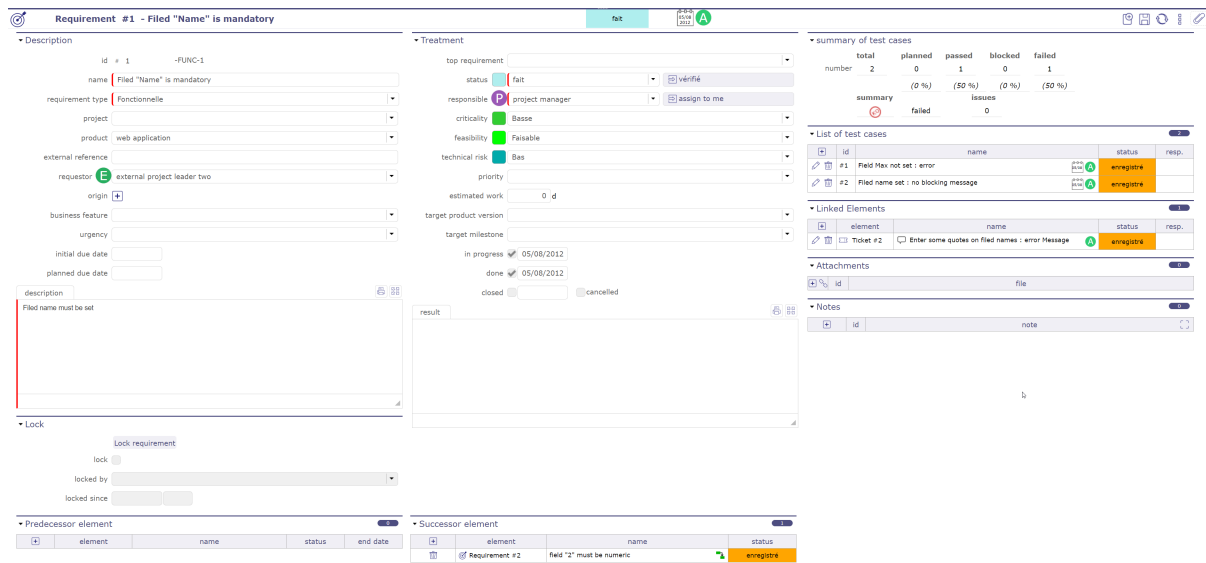 Requirement #1 - Filed "Name" is mandatory
fait
05/08
2012
A
Description
id # 1 -FUNC-1
name Filed "Name" is mandatory
requirement type Fonctionnelle
project
product web application
external reference
requestor E external project leader two
origin
business feature
urgency
initial due date
planned due date
description
Filed name must be set
Lock
Lock requirement
lock
locked by
locked since
Predecessor element 0
element name status end date
Treatment
top requirement
status fait vérifié
responsible P project manager assign to me
criticality Basse
feasibility Faisable
technical risk Bas
priority
estimated work 0 d
target product version
target milestone
in progress 05/08/2012
done 05/08/2012
closed cancelled
result
Successor element 1
element name status
Requirement #2 field "2" must be numeric enregistré
summary of test cases
total planned passed blocked failed
number 2 0 1 0 1
(0 %) (50 %) (0 %) (50 %)
summary issues
failed 0
List of test cases 2
id name status resp.
#1 Field Max not set : error 05/08 A enregistré
#2 Filed name set : no blocking message 05/08 A enregistré
Linked Elements 1
element name status resp.
Ticket #2 Enter some quotes on filed names : error Message A enregistré
Attachments 0
id file
Notes 0
id note